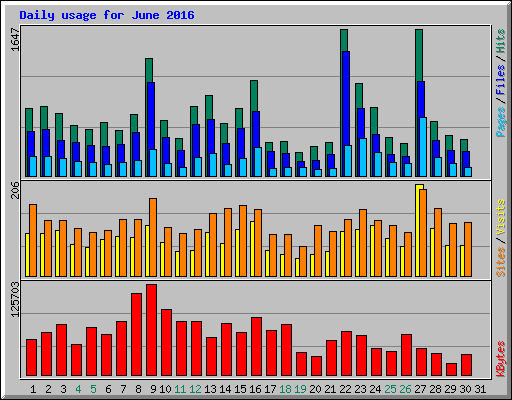 Daily usage for June 2016
1647
Pages / Files / Hits
206
Sites / Visits
125703
KBytes
1 2 3 4 5 6 7 8 9 10 11 12 13 14 15 16 17 18 19 20 21 22 23 24 25 26 27 28 29 30 31